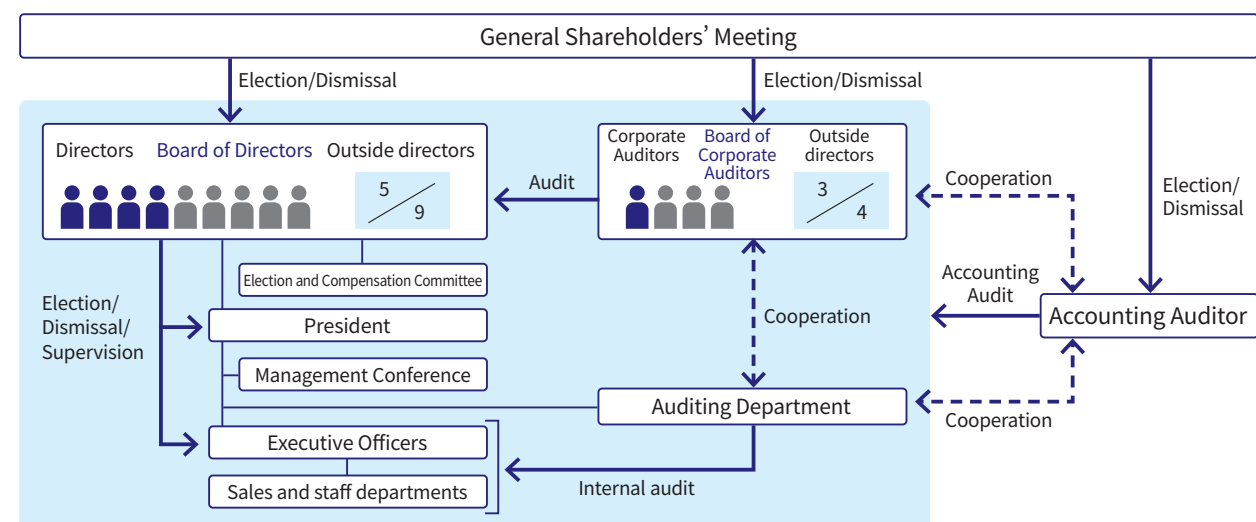 General Shareholders’ Meeting
Election/Dismissal
Election/Dismissal
Election/
Dismissal
Directors
Board of Directors
Outside directors
5
9
Audit
Corporate
Auditors
Board of
Corporate
Auditors
Outside
directors
3
4
Cooperation
Election and Compensation Committee
Election/
Dismissal/
Supervision
President
Cooperation
Accounting
Audit
Accounting Auditor
Management Conference
Auditing Department
Cooperation
Executive Officers
Sales and staff departments
Internal audit